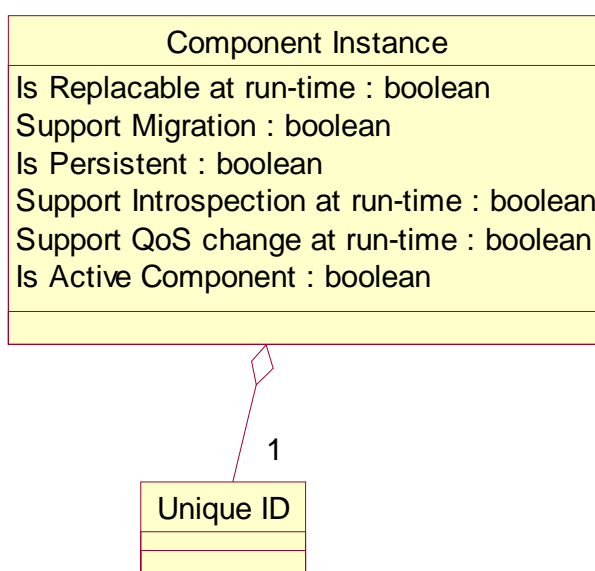 Component Instance
Is Replacable at run-time : boolean
Support Migration : boolean
Is Persistent : boolean
Support Introspection at run-time : boolean
Support QoS change at run-time : boolean
Is Active Component : boolean
1
Unique ID